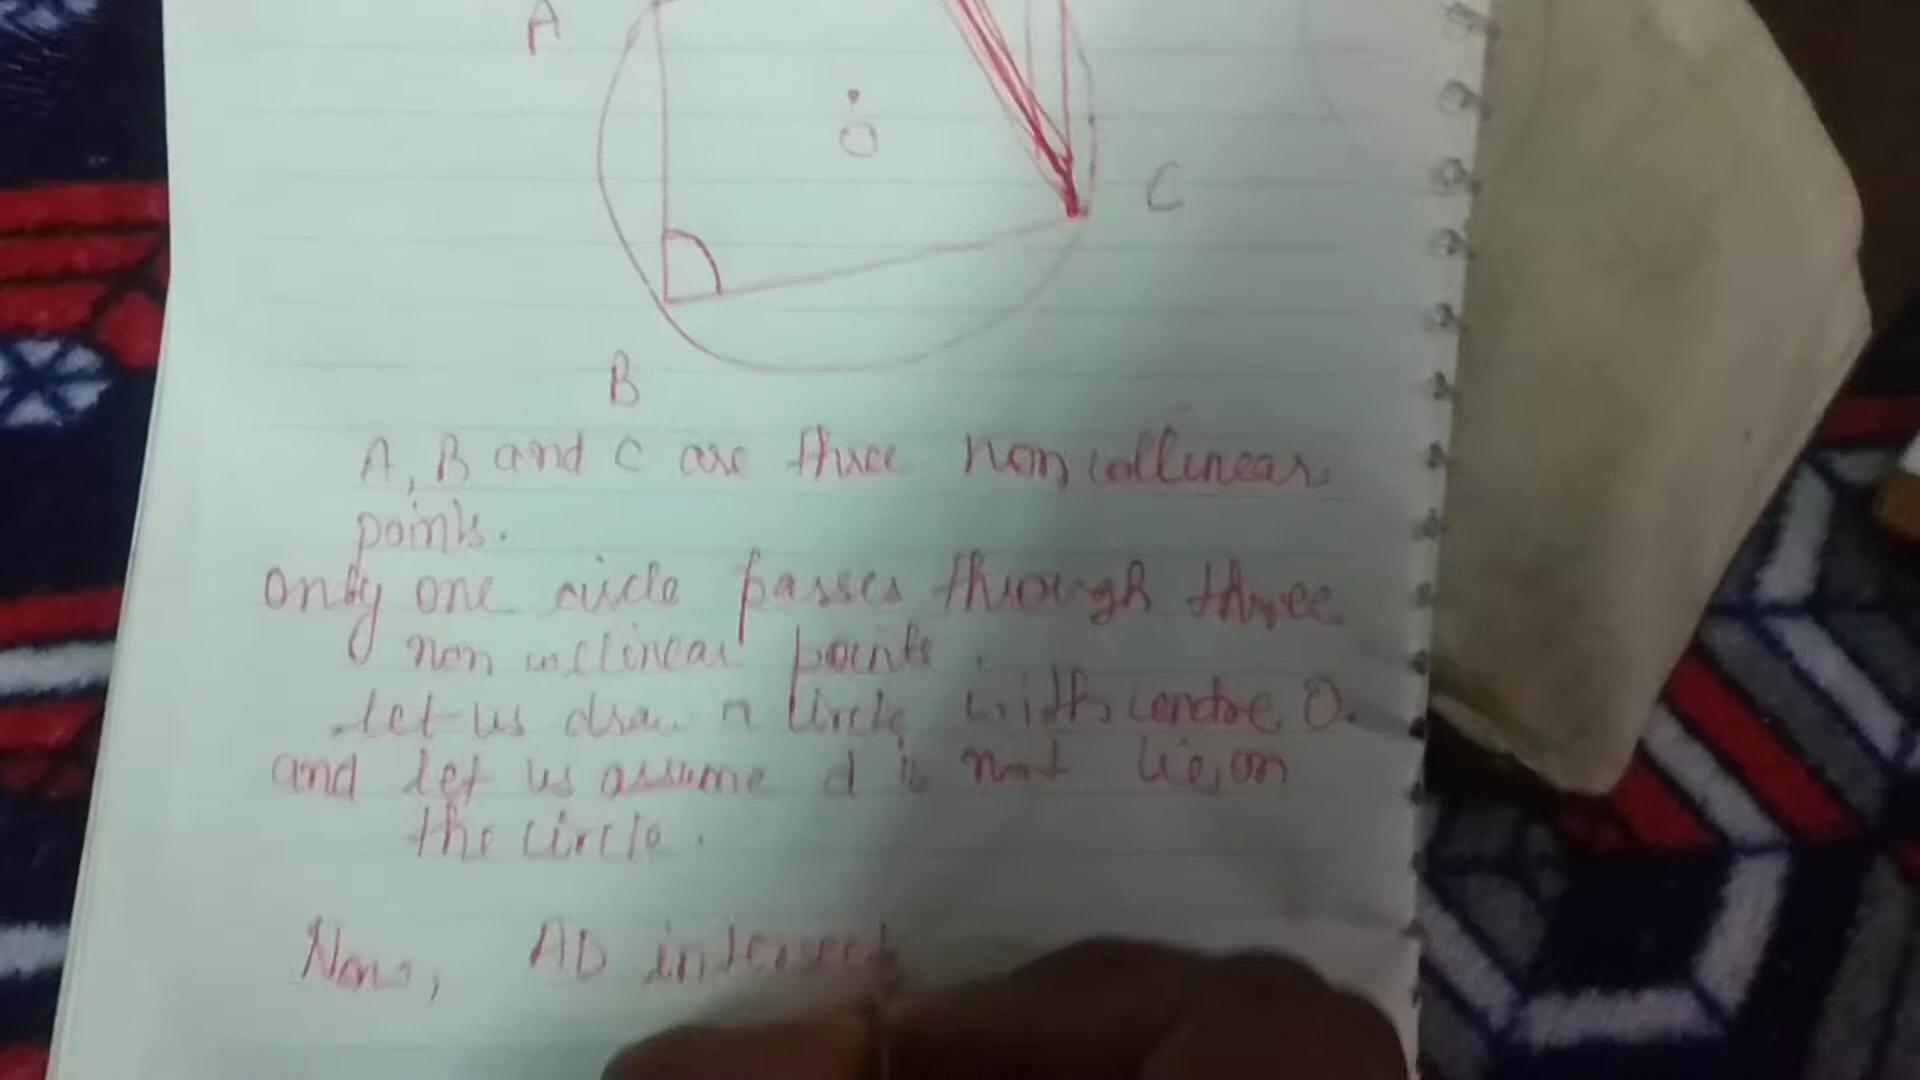 A
O
C
B
A, B and C are three non collinear
points.
only one circle passes through three
non collinear points.
let us draw a circle with centre O.
and let us assume d is not lie on
the circle.
Now, AD intersect